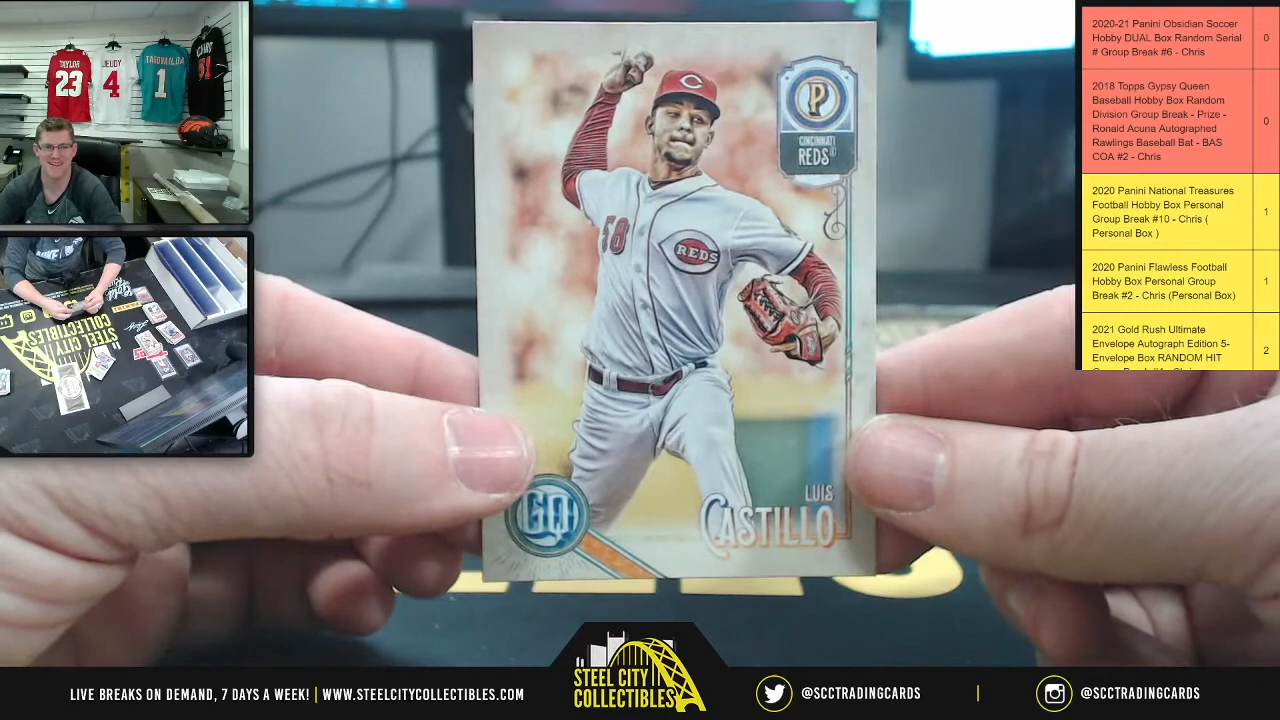 TAYLOR
23
JEUDY
4
TAGOVAILOA
1
81
P
CINCINNATI
REDS
C
58
REDS
LUIS
CASTILLO
GQ
STEEL CITY
COLLECTIBLES
2020-21 Panini Obsidian Soccer
Hobby DUAL Box Random Serial
# Group Break #6 - Chris
0
2018 Topps Gypsy Queen
Baseball Hobby Box Random
Division Group Break - Prize -
Ronald Acuna Autographed
Rawlings Baseball Bat - BAS
COA #2 - Chris
0
2020 Panini National Treasures
Football Hobby Box Personal
Group Break #10 - Chris (
Personal Box )
1
2020 Panini Flawless Football
Hobby Box Personal Group
Break #2 - Chris (Personal Box)
1
2021 Gold Rush Ultimate
Envelope Autograph Edition 5-
Envelope Box RANDOM HIT
2
LIVE BREAKS ON DEMAND, 7 DAYS A WEEK! | WWW.STEELCITYCOLLECTIBLES.COM
STEEL CITY
COLLECTIBLES
@SCCTRADINGCARDS | @SCCTRADINGCARDS